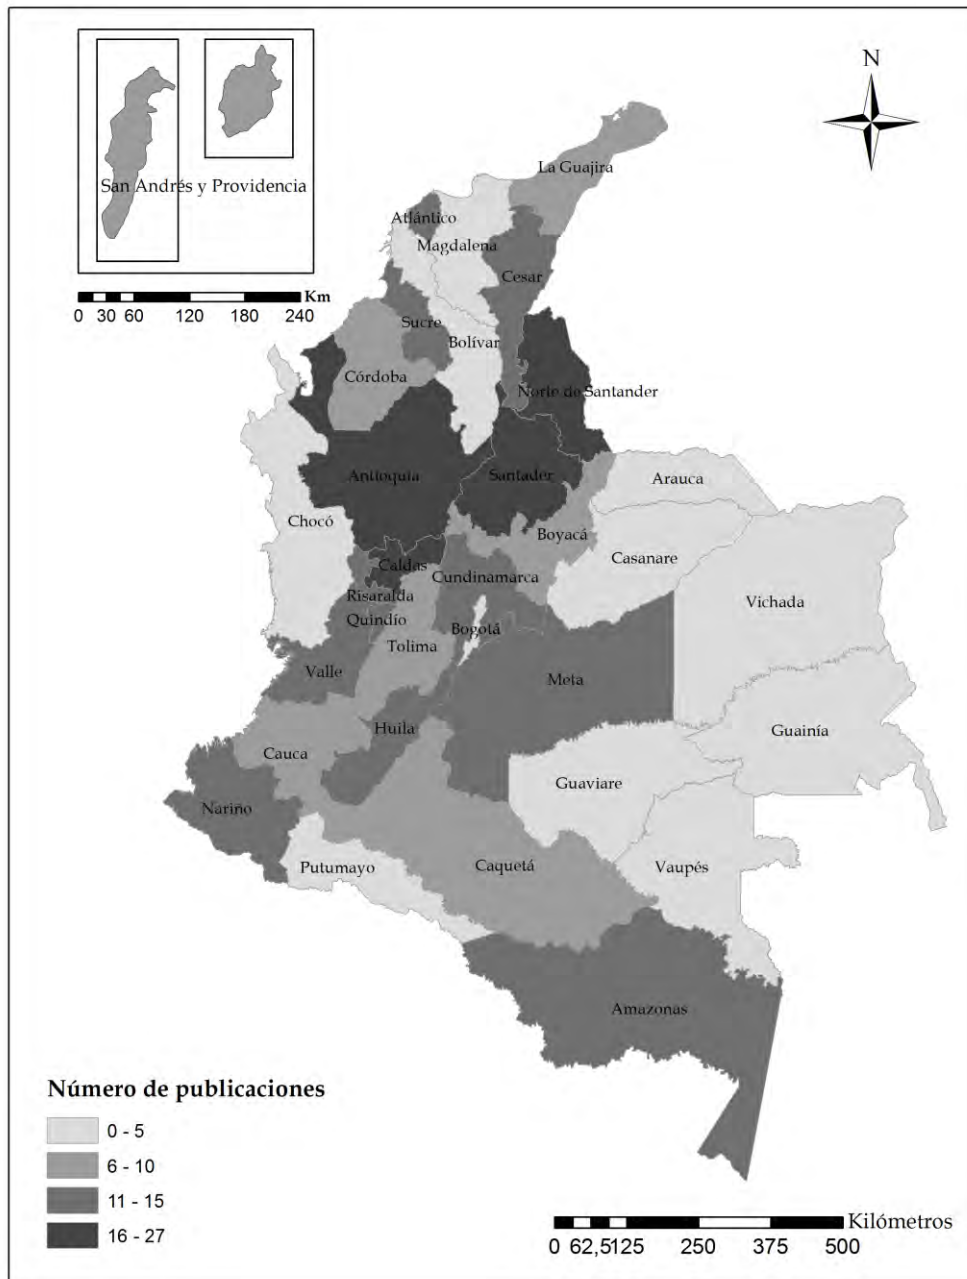 N
San Andrés y Providencia
Km
0 30 60 120 180 240
La Guajira
Atlántico
Magdalena
Cesar
Sucre
Bolívar
Córdoba
Norte de Santander
Antioquia
Santader
Arauca
Chocó
Boyacá
Casanare
Caldas
Cundinamarca
Risaralda
Vichada
Quindío
Bogotá
Tolima
Valle
Meta
Huila
Guainía
Cauca
Guaviare
Nariño
Putumayo
Caquetá
Vaupés
Amazonas
Número de publicaciones
0 - 5
6 - 10
11 - 15
16 - 27
Kilómetros
0 62,5125 250 375 500